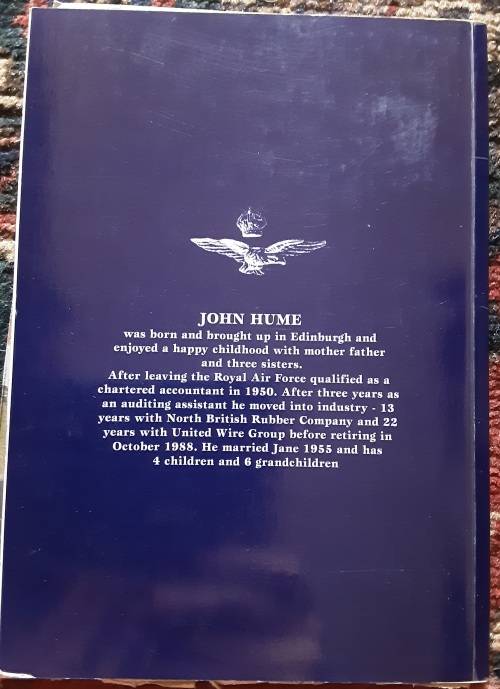 JOHN HUME
was born and brought up in Edinburgh and
enjoyed a happy childhood with mother father
and three sisters.
After leaving the Royal Air Force qualified as a
chartered accountant in 1950. After three years as
an auditing assistant he moved into industry - 13
years with North British Rubber Company and 22
years with United Wire Group before retiring in
October 1988. He married Jane 1955 and has
4 children and 6 grandchildren